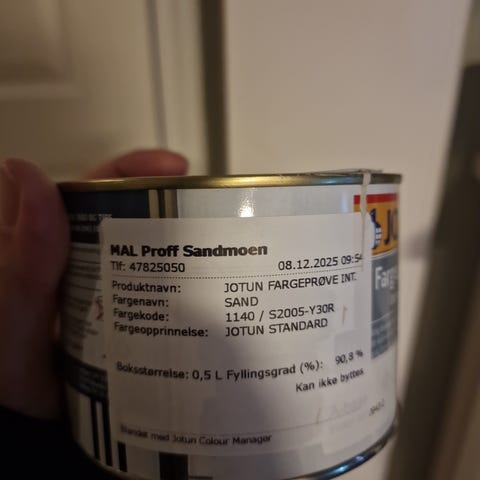 MAL Proff Sandmoen
Tlf: 47825050 08.12.2025 09:54
Produktnavn: JOTUN FARGEPRØVE INT.
Fargenavn: SAND
Fargekode: 1140 / S2005-Y30R
Fargeopprinnelse: JOTUN STANDARD
Boksstørrelse: 0,5 L Fyllingsgrad (%): 90,8 %
Kan ikke byttes
Blandet med Jotun Colour Manager